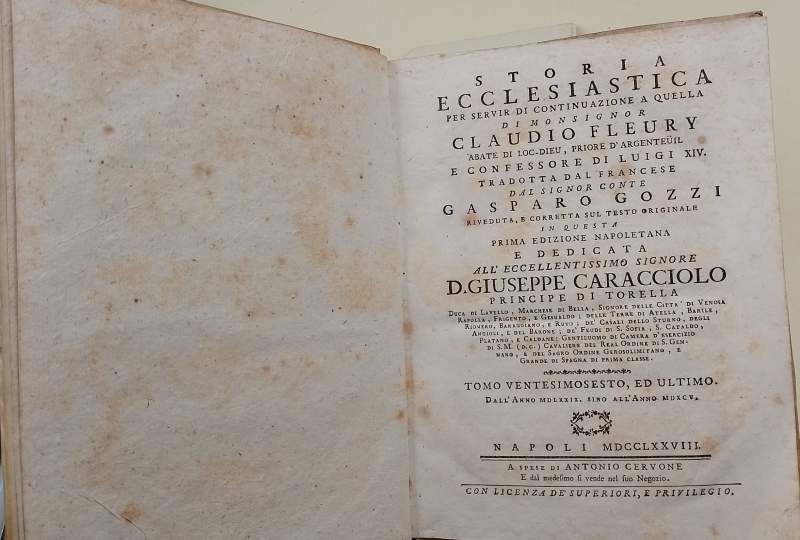 STORIA
ECCLESIASTICA
PER SERVIR DI CONTINUAZIONE A QUELLA
DI MONSIGNOR
CLAUDIO FLEURY
ABATE DI LOC-DIEU, PRIORE D'ARGENTEÜIL
E CONFESSORE DI LUIGI XIV.
TRADOTTA DAL FRANCESE
DAL SIGNOR CONTE
GASPARO GOZZI
RIVEDUTA, E CORRETTA SUL TESTO ORIGINALE
IN QUESTA
PRIMA EDIZIONE NAPOLETANA
E DEDICATA
ALL' ECCELLENTISSIMO SIGNORE
D. GIUSEPPE CARACCIOLO
PRINCIPE DI TORELLA
DUCA DI LAVELLO, MARCHESE DI BELLA, SIGNORE DELLE CITTA' DI VENOSA
RAPOLLA, FRIGENTO, E GESUALDO; DELLE TERRE DI ATELLA, BARILE,
RIONERO, BARAGIANO, E RUVO; DE' CASALI DELLO STURNO, DEGLI
ANGIOLI, E DEL BARONE; DE' FEUDI DI S. SOFIA, S. CATALDO,
PLATANO, E CALDANE; GENTILUOMO DI CAMERA D'ESERCIZIO
DI S.M. (D.G.) CAVALIERE DEL REAL ORDINE DI S. GEN-
NARO, E DEL SAGRO ORDINE GEROSOLIMITANO, E
GRANDE DI SPAGNA DI PRIMA CLASSE.
TOMO VENTESIMOSESTO, ED ULTIMO.
DALL'ANNO MDLXXIX. SINO ALL'ANNO MDXCV.
NAPOLI MDCCLXXVIII.
A SPESE DI ANTONIO CERVONE
E dal medesimo si vende nel suo Negozio.
CON LICENZA DE' SUPERIORI, E PRIVILEGIO.